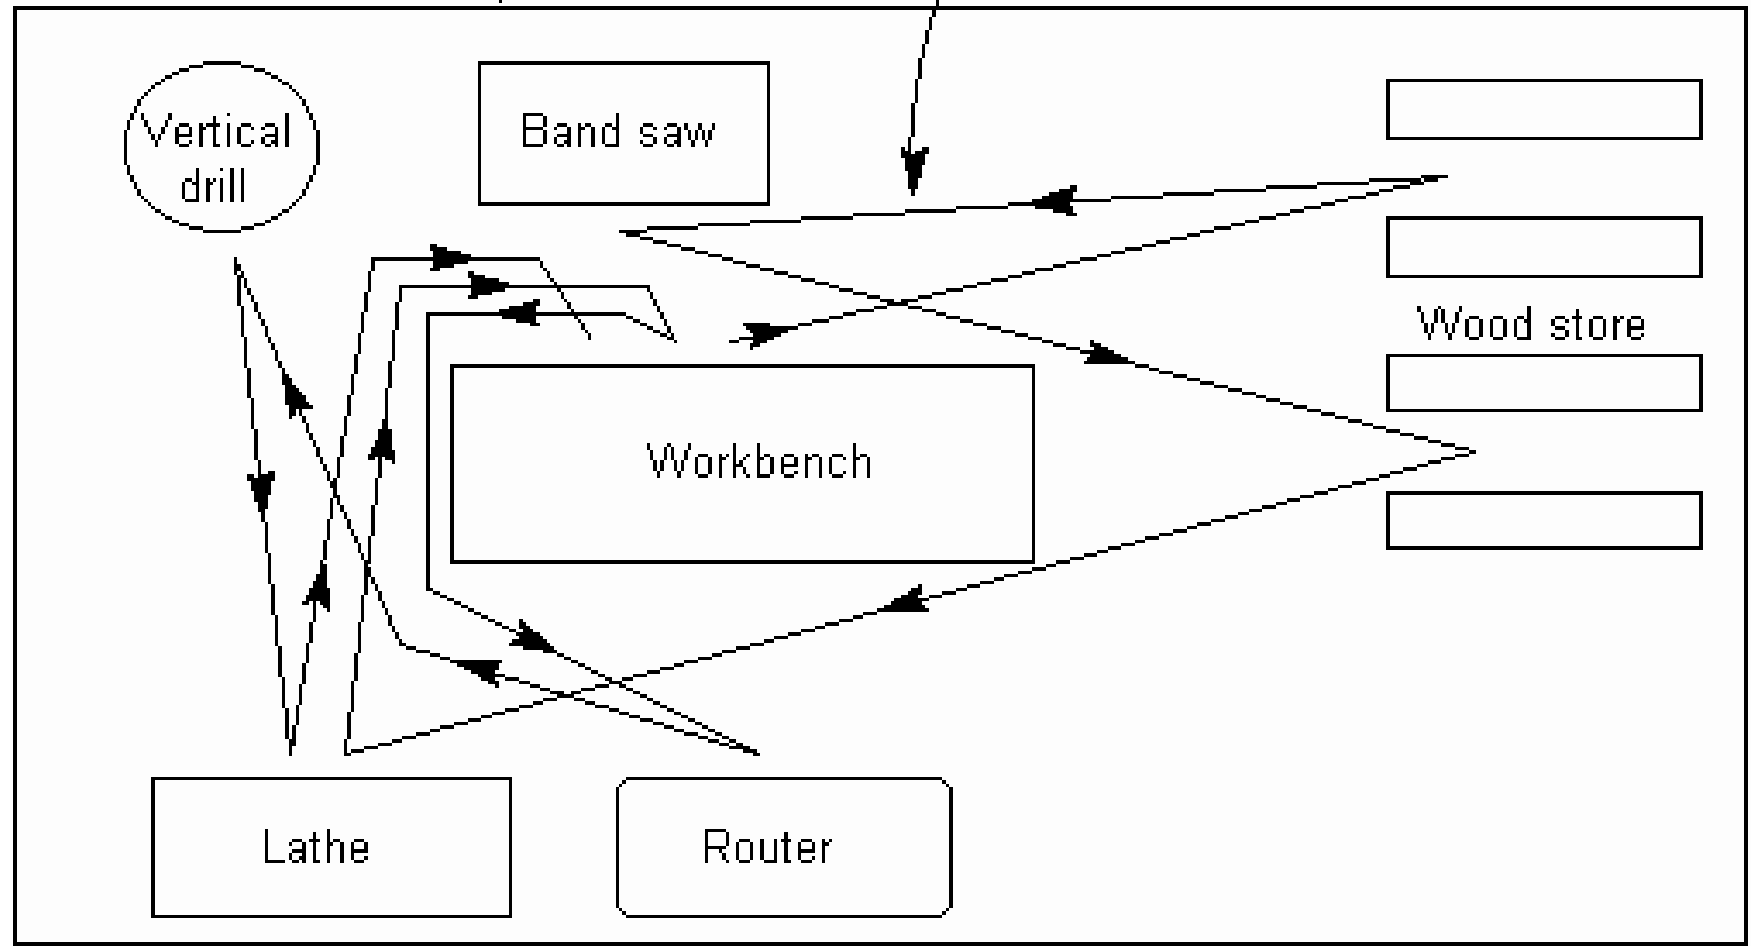 Vertical
drill
Band saw
Wood store
Workbench
Lathe
Router